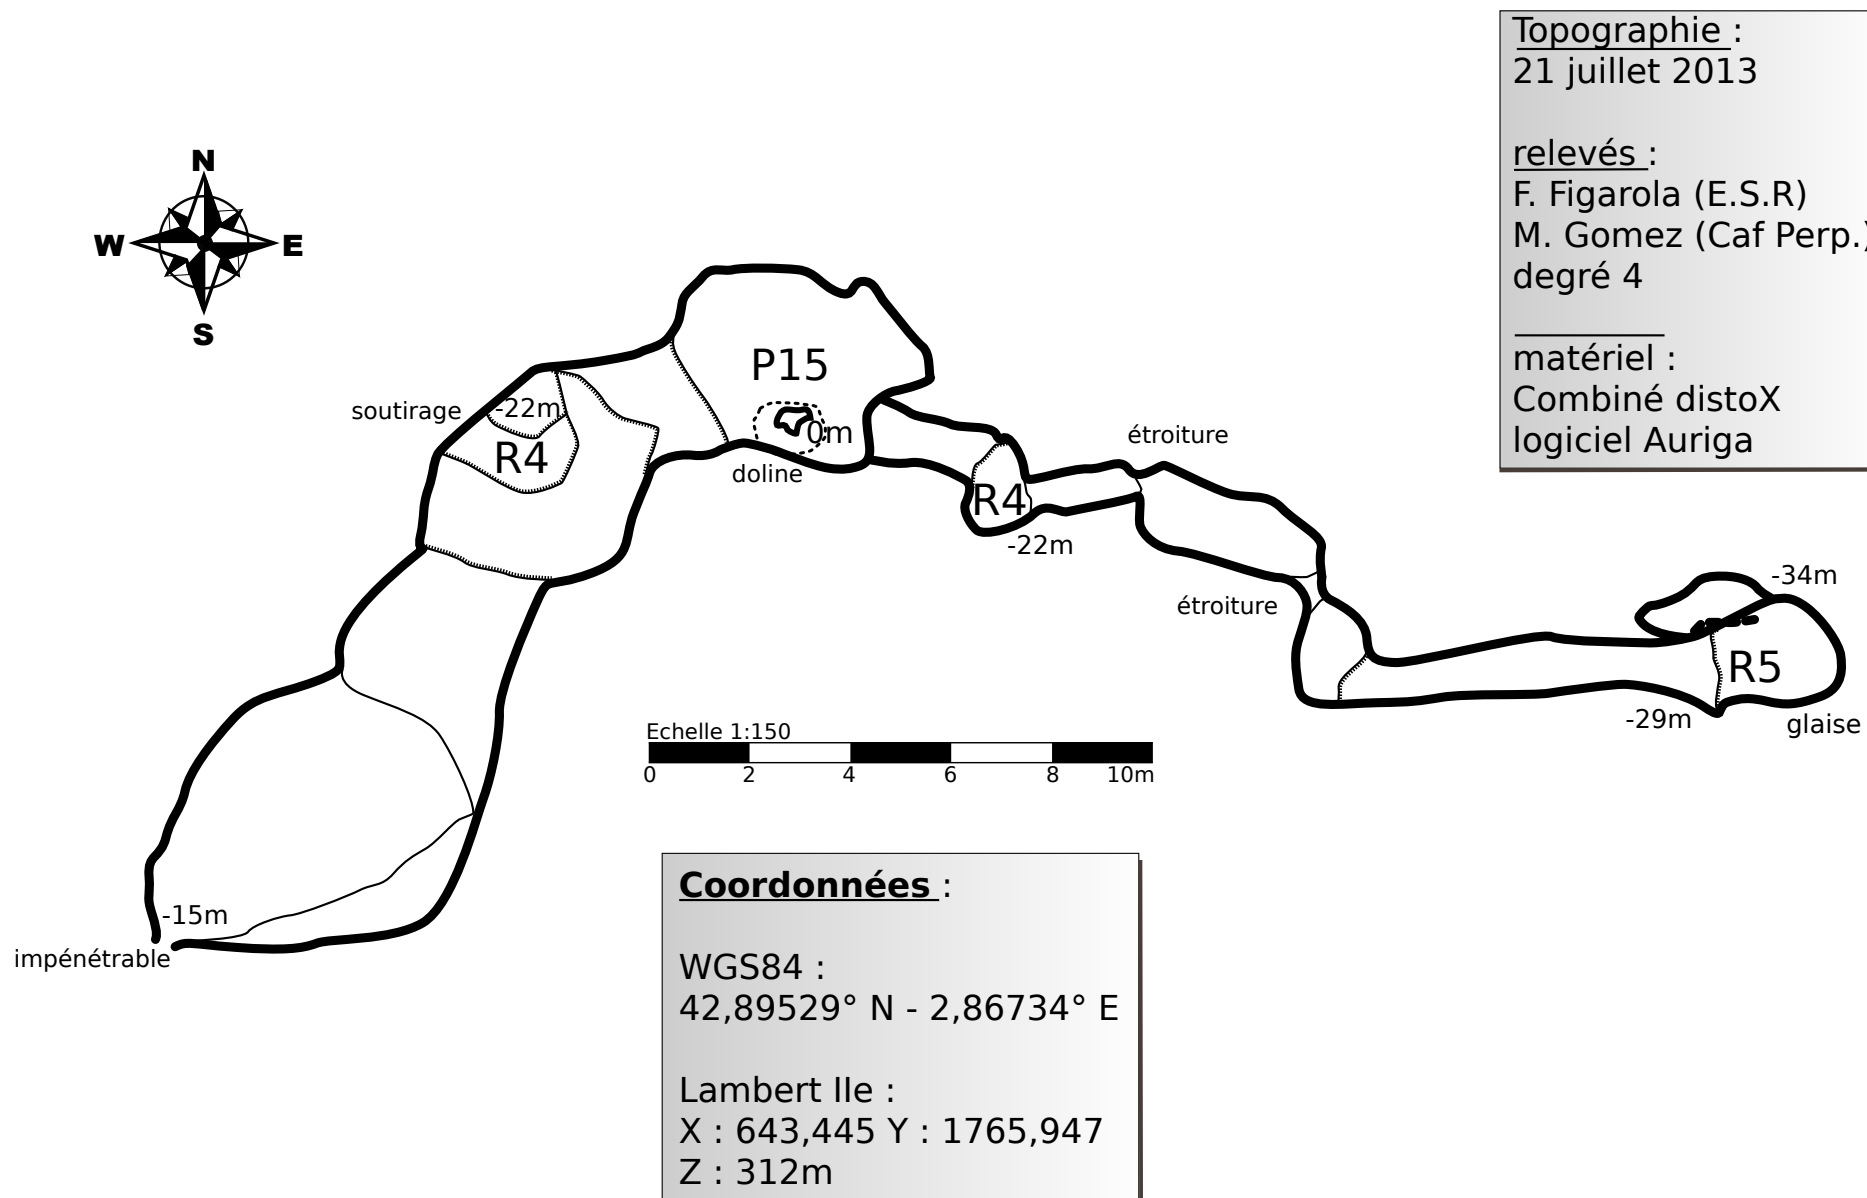 Topographie :
21 juillet 2013
relevés :
F. Figarola (E.S.R)
M. Gomez (Caf Perp.)
degré 4
matériel :
Combiné distoX
logiciel Auriga
N
W
E
S
P15
soutirage
-22m
0m
R4
doline
étroiture
R4
-22m
étroiture
-34m
R5
-29m
glaise
Echelle 1:150
0 2 4 6 8 10m
-15m
impénétrable
Coordonnées :
WGS84 :
42,89529° N - 2,86734° E
Lambert IIe :
X : 643,445 Y : 1765,947
Z : 312m